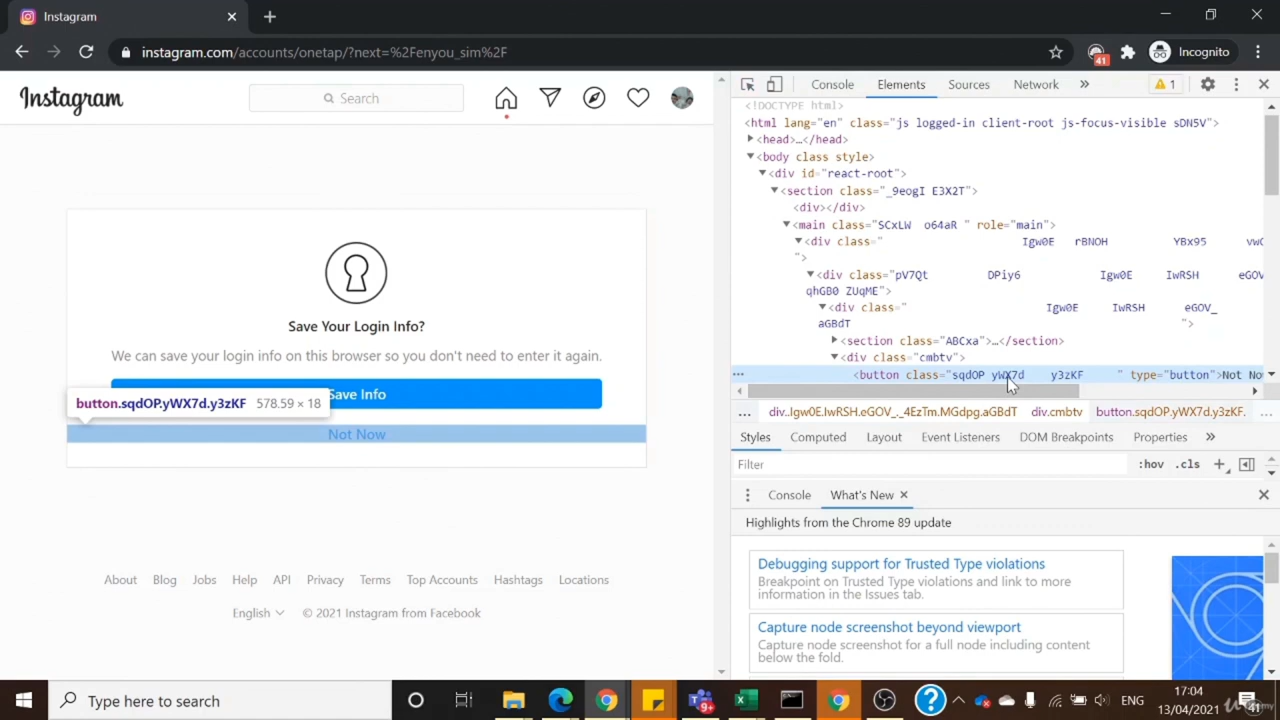 Instagram
instagram.com/accounts/onetap/?next=%2Fenyou_sim%2F
41
Incognito
Instagram
Search
Save Your Login Info?
We can save your login info on this browser so you don't need to enter it again.
Save Info
button.sqdOP.yWX7d.y3zKF 578.59 × 18
Not Now
About Blog Jobs Help API Privacy Terms Top Accounts Hashtags Locations
English © 2021 Instagram from Facebook
Console Elements Sources Network » 1
<!DOCTYPE html>
<html lang="en" class="js logged-in client-root js-focus-visible sDN5V">
<head>…</head>
<body class style>
<div id="react-root">
<section class="_9eogI E3X2T">
<div></div>
<main class="SCxLW o64aR " role="main">
<div class=" Igw0E rBNOH YBx95 vwC
">
<div class="pV7Qt DPiy6 Igw0E IwRSH eGOV
qhGB0 ZUqME">
<div class=" Igw0E IwRSH eGOV_
aGBdT ">
<section class="ABCxa">…</section>
<div class="cmbtv">
<button class="sqdOP yWX7d y3zKF " type="button">Not No
... div..Igw0E.IwRSH.eGOV_._4EzTm.MGdpg.aGBdT div.cmbtv button.sqdOP.yWX7d.y3zKF. ...
Styles Computed Layout Event Listeners DOM Breakpoints Properties »
Filter :hov .cls +
Console What's New
Highlights from the Chrome 89 update
Debugging support for Trusted Type violations
Breakpoint on Trusted Type violations and link to more
information in the Issues tab.
Capture node screenshot beyond viewport
Capture node screenshot for a full node including content
below the fold.
Type here to search
9+
ENG
17:04
13/04/2021
41